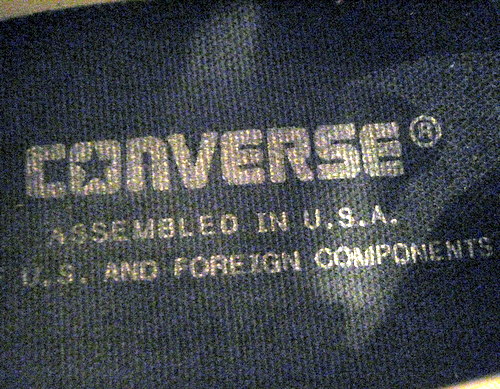 CONVERSE®
ASSEMBLED IN U.S.A.
U.S. AND FOREIGN COMPONENTS